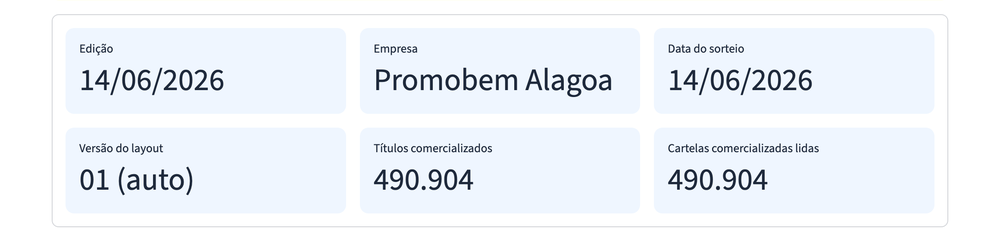 Edição
14/06/2026
Empresa
Promobem Alagoa
Data do sorteio
14/06/2026
Versão do layout
01 (auto)
Títulos comercializados
490.904
Cartelas comercializadas lidas
490.904